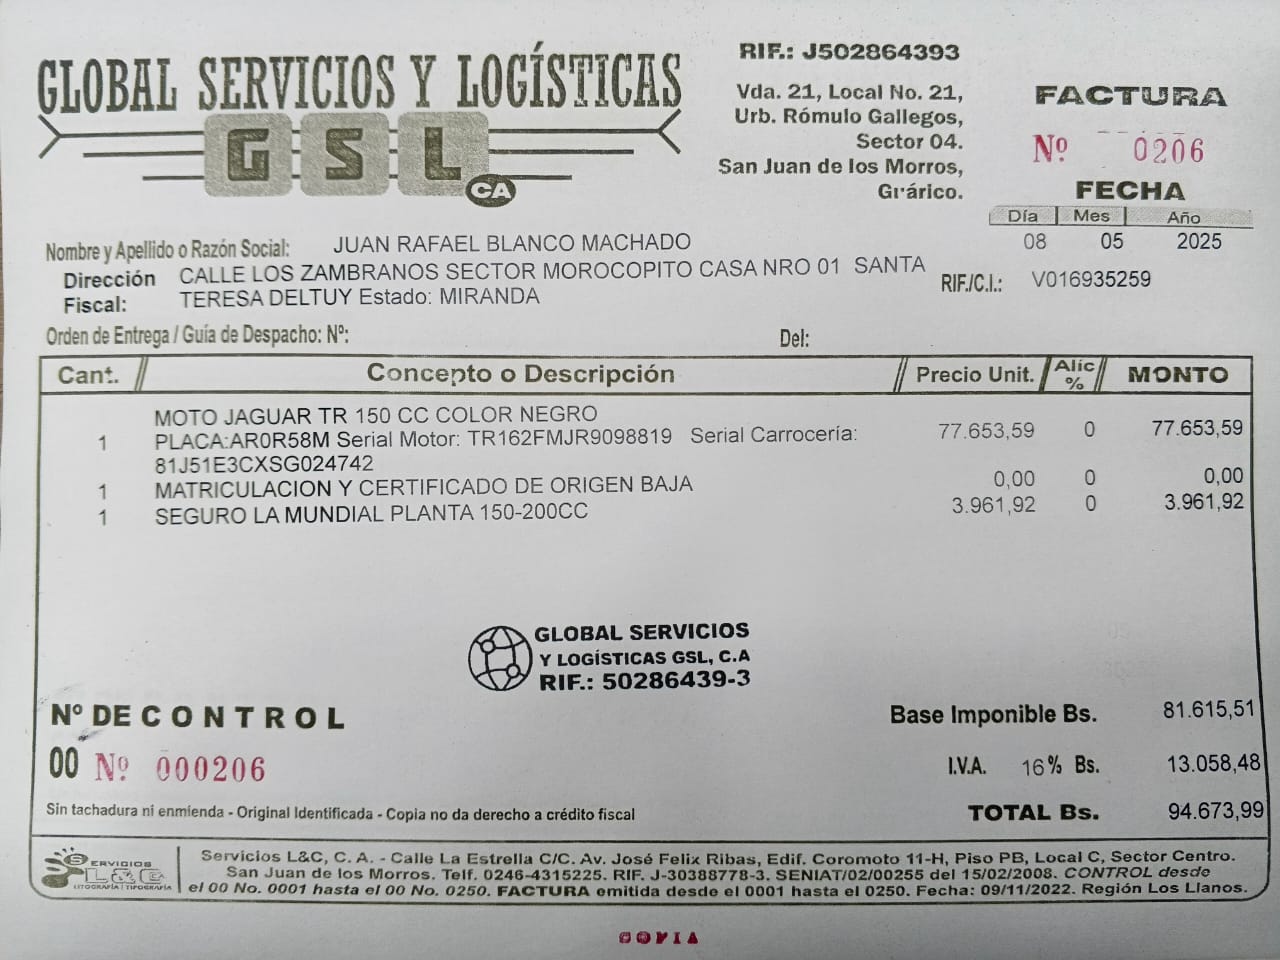 GLOBAL SERVICIOS Y LOGÍSTICAS
GSL
CA
RIF.: J502864393
Vda. 21, Local No. 21,
Urb. Rómulo Gallegos,
Sector 04.
San Juan de los Morros,
Grárico.
FACTURA
Nº 0206
FECHA
Día Mes Año
08 05 2025
Nombre y Apellido o Razón Social: JUAN RAFAEL BLANCO MACHADO
Dirección Fiscal: CALLE LOS ZAMBRANOS SECTOR MOROCOPITO CASA NRO 01 SANTA
TERESA DELTUY Estado: MIRANDA
RIF./C.I.: V016935259
Orden de Entrega / Guía de Despacho: Nº: Del:
Cant. Concepto o Descripción Precio Unit. Alic % MONTO
MOTO JAGUAR TR 150 CC COLOR NEGRO
1 PLACA:AR0R58M Serial Motor: TR162FMJR9098819 Serial Carrocería: 77.653,59 0 77.653,59
81J51E3CXSG024742
1 MATRICULACION Y CERTIFICADO DE ORIGEN BAJA 0,00 0 0,00
1 SEGURO LA MUNDIAL PLANTA 150-200CC 3.961,92 0 3.961,92
GLOBAL SERVICIOS
Y LOGÍSTICAS GSL, C.A
RIF.: 50286439-3
Nº DE CONTROL
00 Nº 000206
Base Imponible Bs. 81.615,51
I.V.A. 16% Bs. 13.058,48
TOTAL Bs. 94.673,99
Sin tachadura ni enmienda - Original Identificada - Copia no da derecho a crédito fiscal
SERVICIOS
L&C
LITOGRAFÍA | TIPOGRAFÍA
Servicios L&C, C. A. - Calle La Estrella C/C. Av. José Felix Ribas, Edif. Coromoto 11-H, Piso PB, Local C, Sector Centro.
San Juan de los Morros. Telf. 0246-4315225. RIF. J-30388778-3. SENIAT/02/00255 del 15/02/2008. CONTROL desde
el 00 No. 0001 hasta el 00 No. 0250. FACTURA emitida desde el 0001 hasta el 0250. Fecha: 09/11/2022. Región Los Llanos.
COPIA